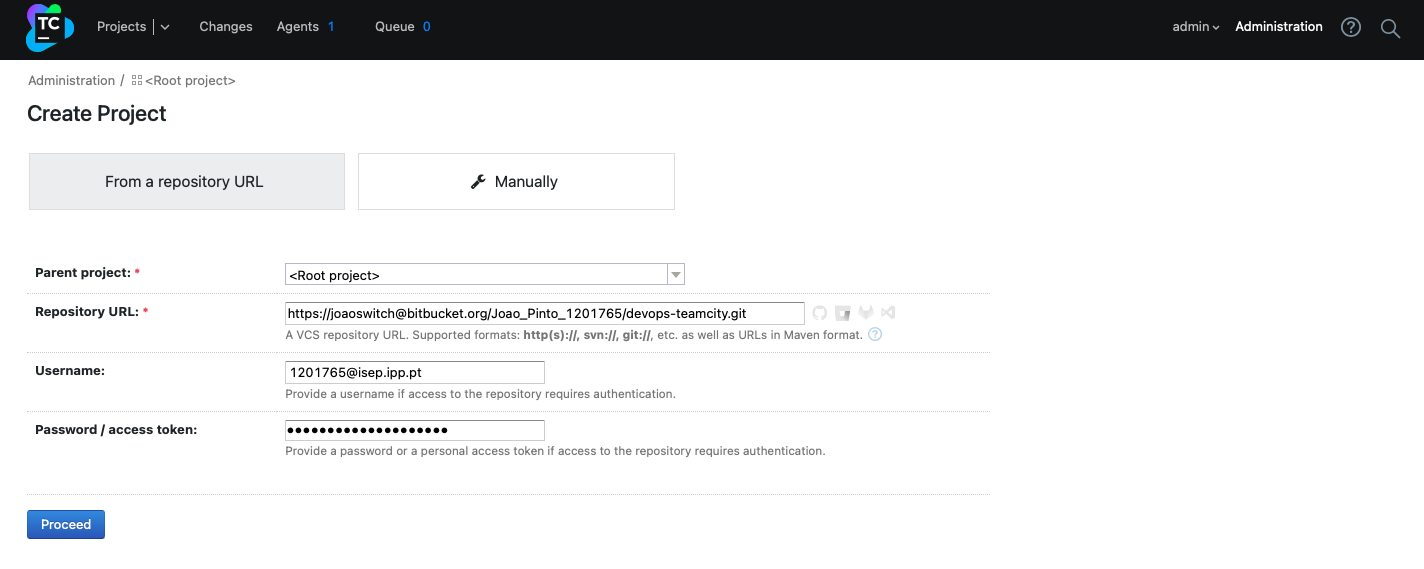 TC
Projects Changes Agents 1 Queue 0 admin Administration ?
Administration / <Root project>
Create Project
From a repository URL Manually
Parent project: * <Root project>
Repository URL: * https://joaoswitch@bitbucket.org/Joao_Pinto_1201765/devops-teamcity.git
A VCS repository URL. Supported formats: http(s)://, svn://, git://, etc. as well as URLs in Maven format. ?
Username: 1201765@isep.ipp.pt
Provide a username if access to the repository requires authentication.
Password / access token: ••••••••••••••••••••
Provide a password or a personal access token if access to the repository requires authentication.
Proceed